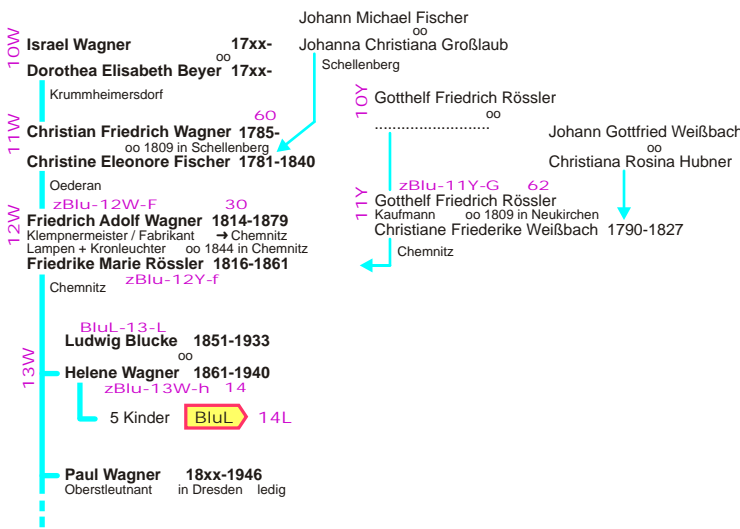 Johann Michael Fischer
oo
Johanna Christiana Großlaub
Schellenberg
10W
Israel Wagner 17xx-
oo
Dorothea Elisabeth Beyer 17xx-
Krummheimersdorf
10Y
Gotthelf Friedrich Rössler
oo
..........................
Johann Gottfried Weißbach
oo
Christiana Rosina Hubner
11W
60
Christian Friedrich Wagner 1785-
oo 1809 in Schellenberg
Christine Eleonore Fischer 1781-1840
Oederan
11Y
zBlu-11Y-G 62
Gotthelf Friedrich Rössler
Kaufmann oo 1809 in Neukirchen
Christiane Friederike Weißbach 1790-1827
Chemnitz
12W
zBlu-12W-F 30
Friedrich Adolf Wagner 1814-1879
Klempnermeister / Fabrikant → Chemnitz
Lampen + Kronleuchter oo 1844 in Chemnitz
Friedrike Marie Rössler 1816-1861
zBlu-12Y-f
Chemnitz
13W
BluL-13-L
Ludwig Blucke 1851-1933
oo
Helene Wagner 1861-1940
zBlu-13W-h 14
5 Kinder BluL 14L
Paul Wagner 18xx-1946
Oberstleutnant in Dresden ledig